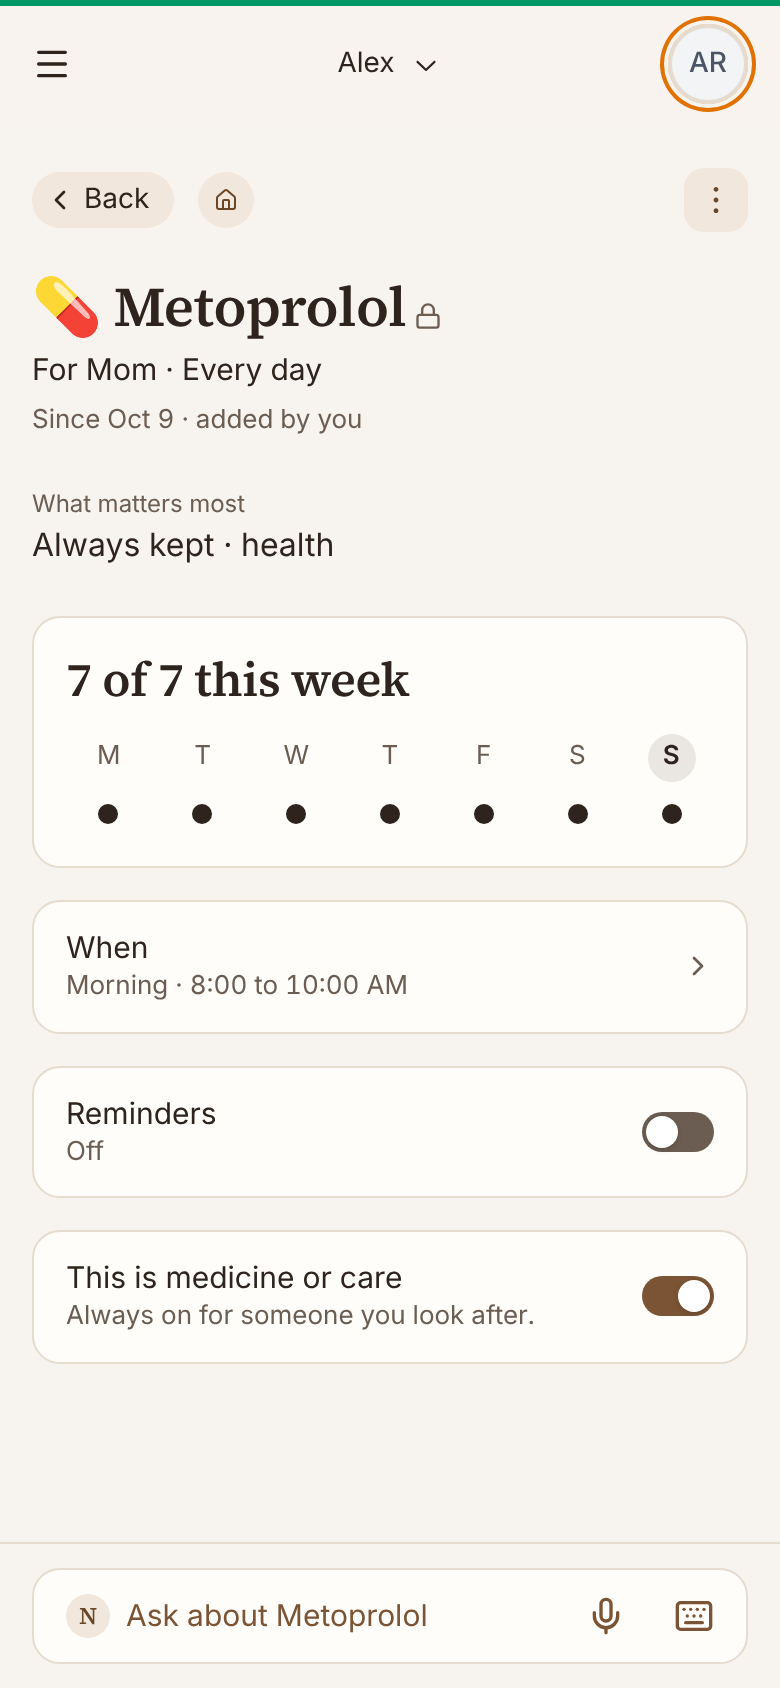 Alex
AR
Back
Metoprolol
For Mom · Every day
Since Oct 9 · added by you
What matters most
Always kept · health
7 of 7 this week
M T W T F S S
When
Morning · 8:00 to 10:00 AM
Reminders
Off
This is medicine or care
Always on for someone you look after.
N Ask about Metoprolol